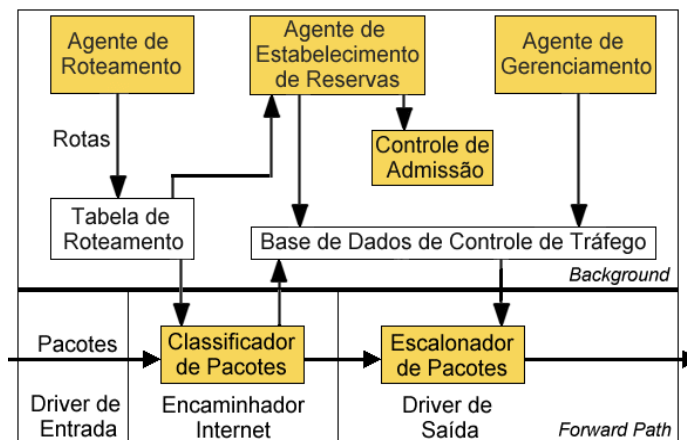 Agente de
Roteamento
Agente de
Estabelecimento
de Reservas
Agente de
Gerenciamento
Rotas
Controle de
Admissão
Tabela de
Roteamento
Base de Dados de Controle de Tráfego
Background
Pacotes
Classificador
de Pacotes
Escalonador
de Pacotes
Driver de
Entrada
Encaminhador
Internet
Driver de
Saída
Forward Path